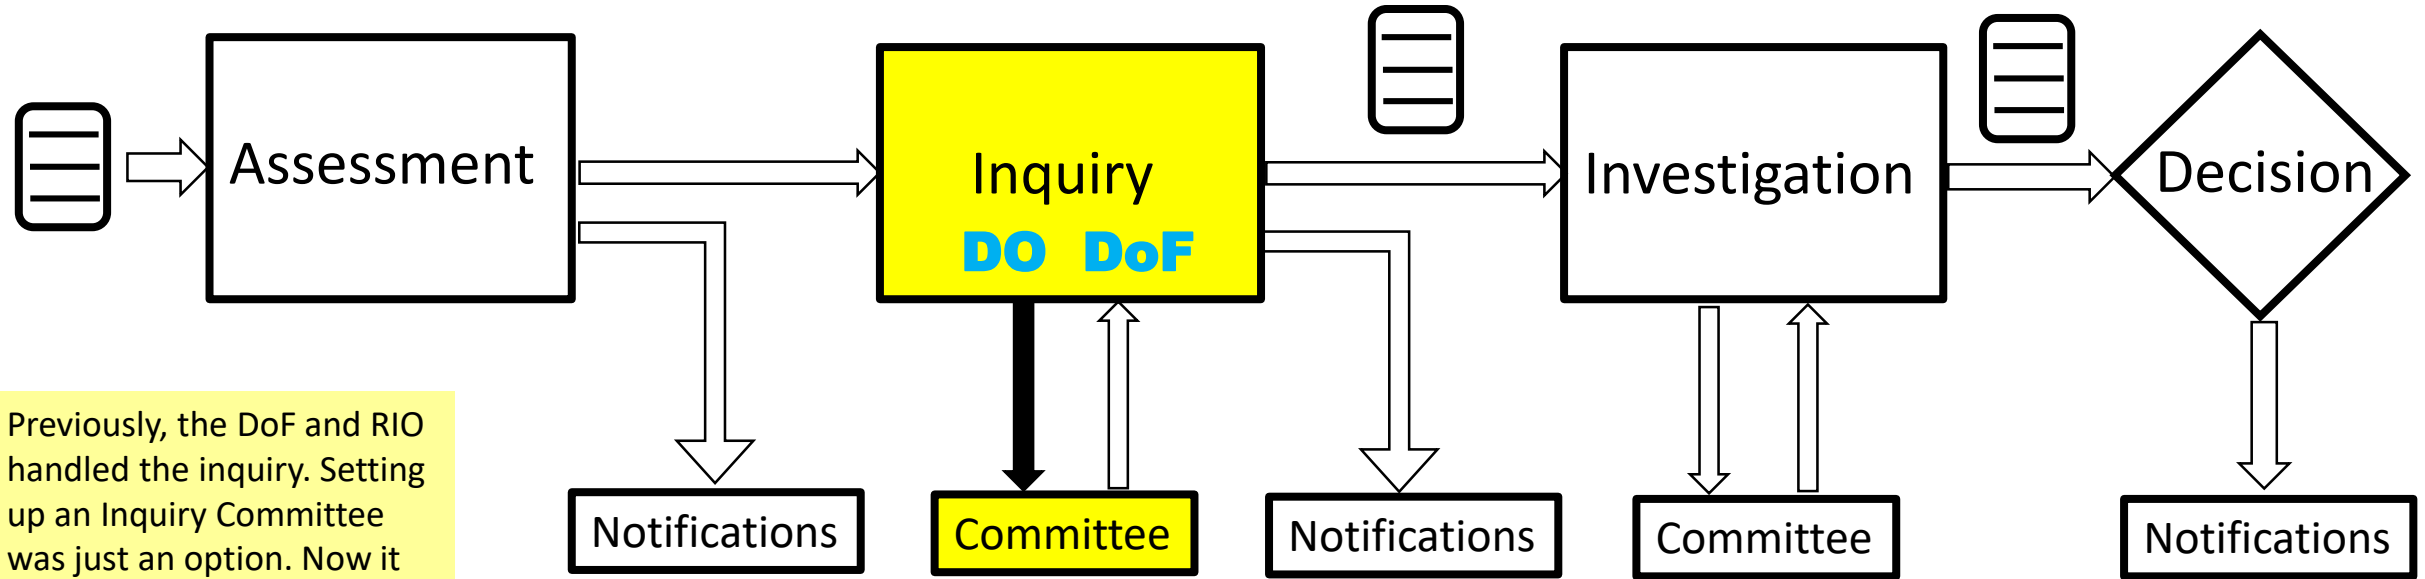 Assessment
Inquiry
DO DoF
Investigation
Decision
Previously, the DoF and RIO
handled the inquiry. Setting
up an Inquiry Committee
was just an option. Now it
Notifications
Committee
Notifications
Committee
Notifications